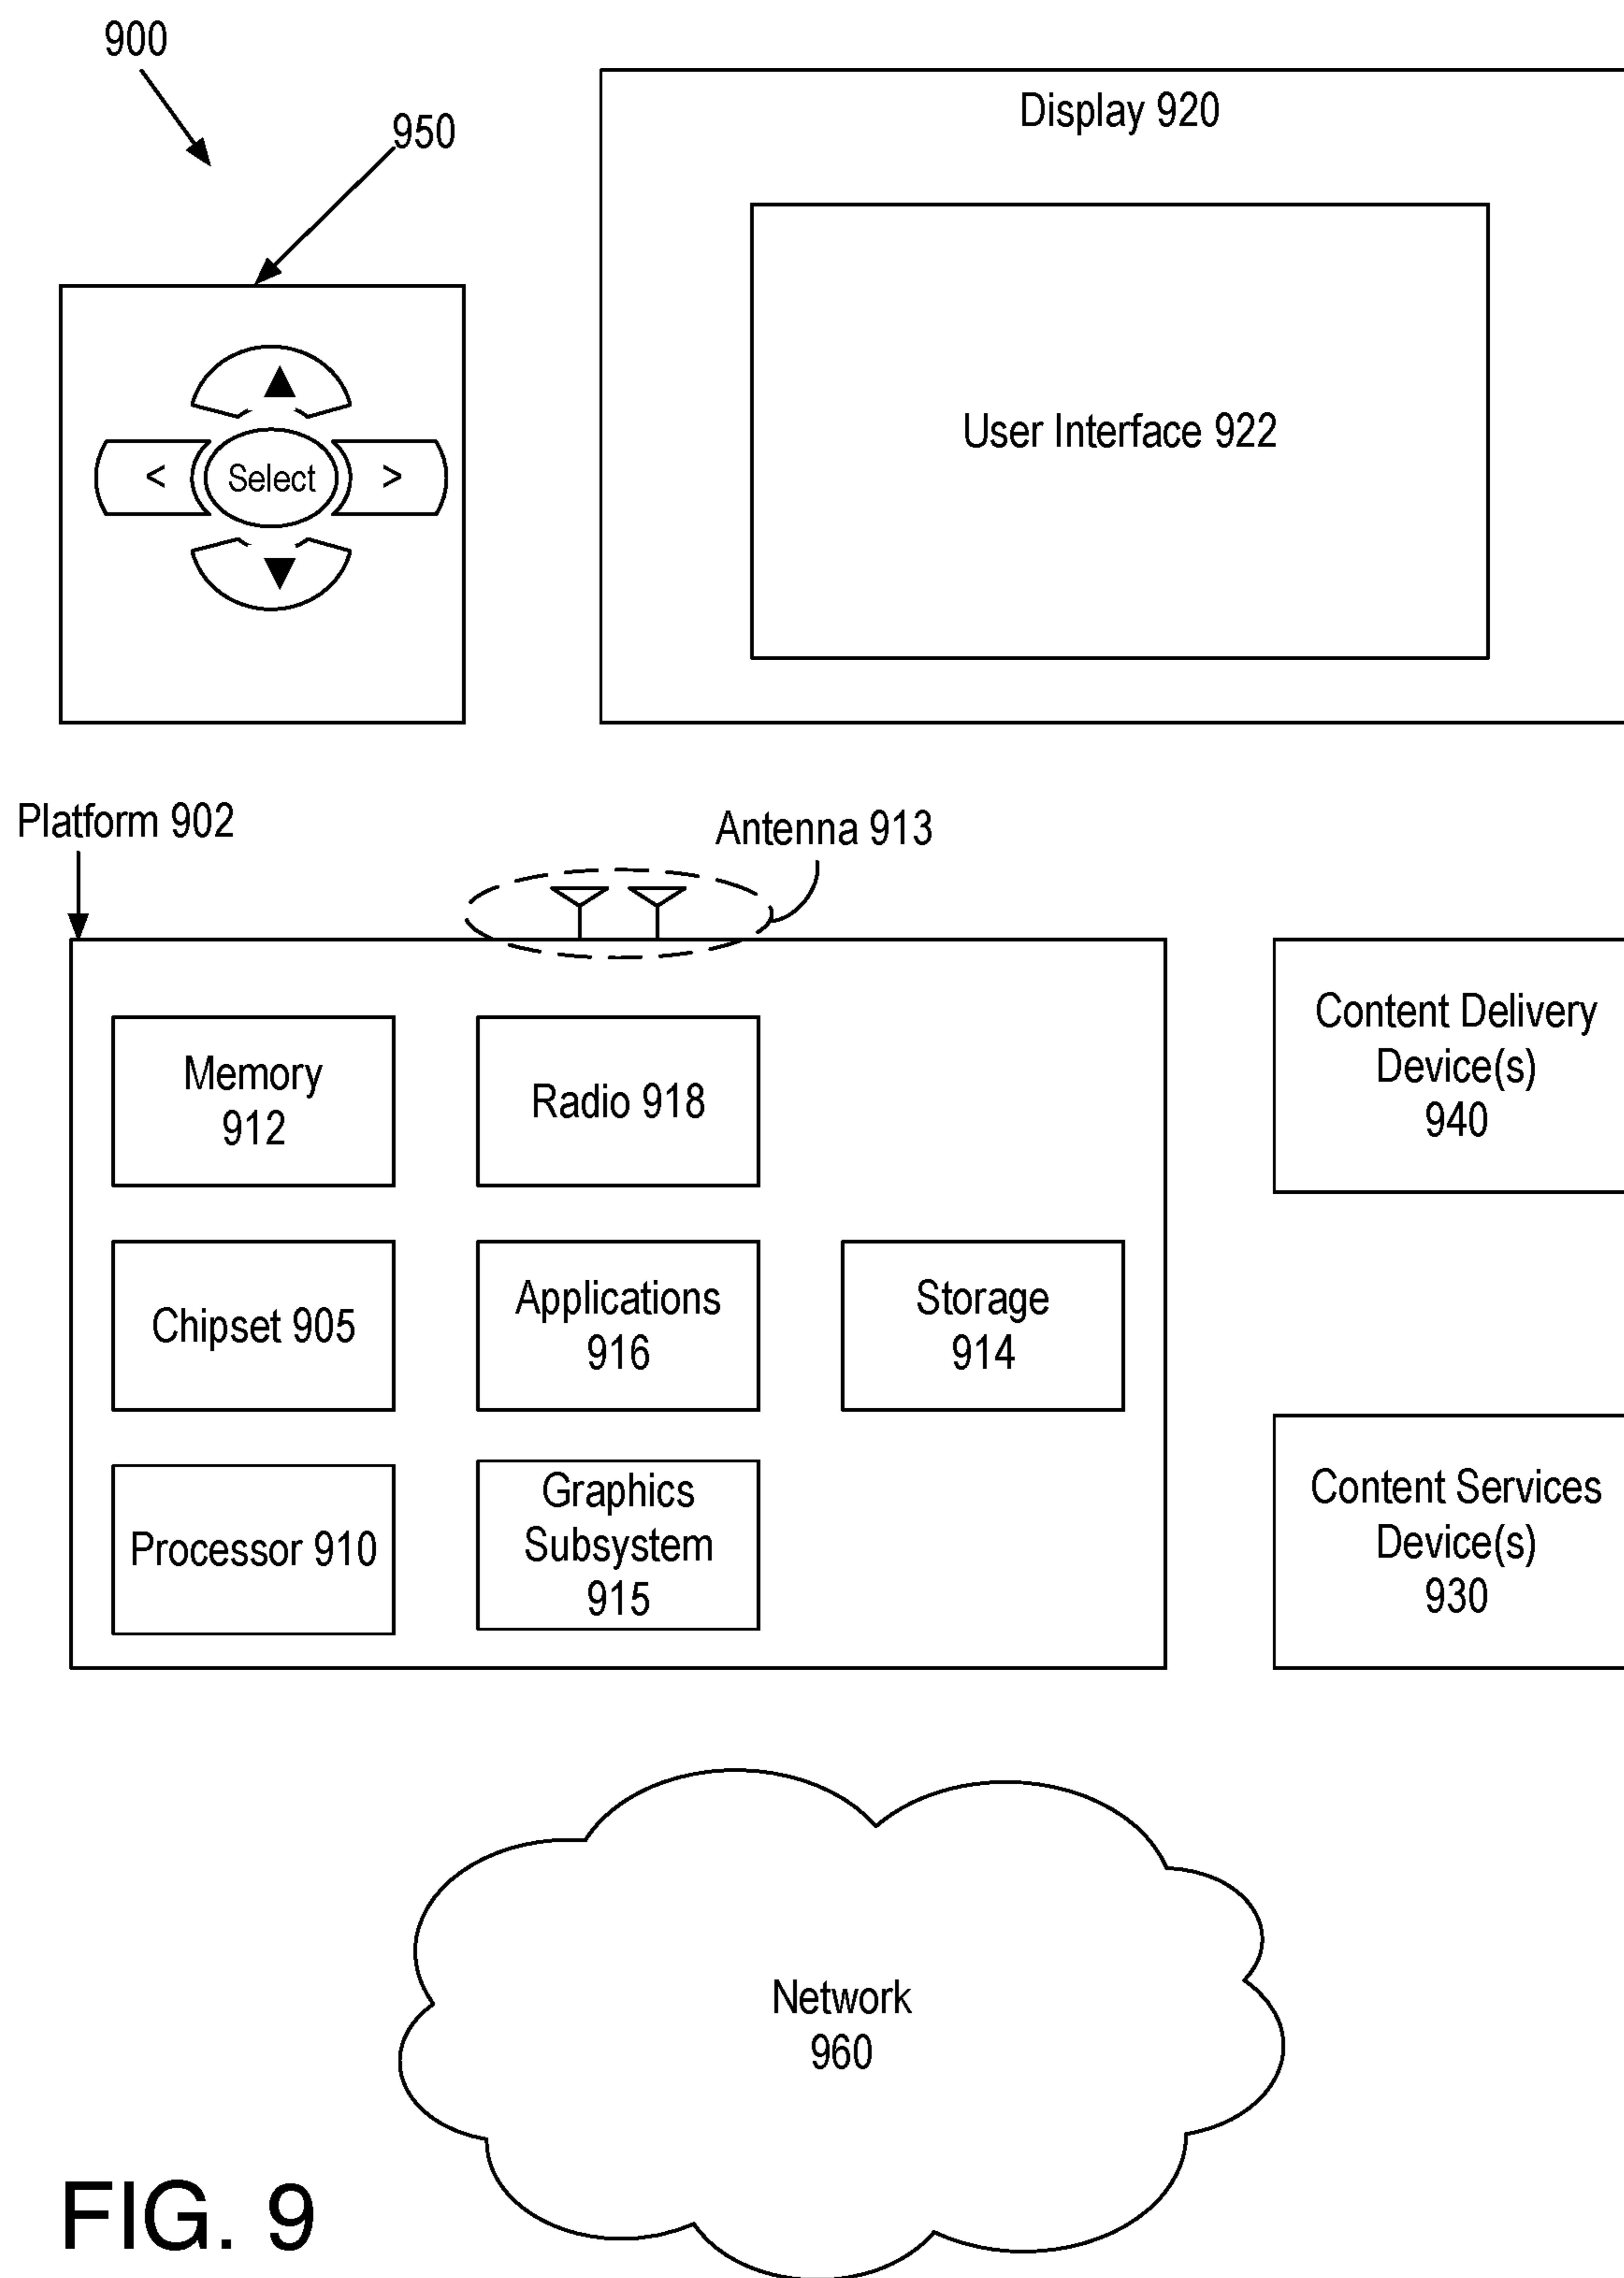 900
950
Display 920
User Interface 922
<
Select
>
Platform 902
Antenna 913
Memory
912
Radio 918
Chipset 905
Applications
916
Storage
914
Processor 910
Graphics
Subsystem
915
Content Delivery
Device(s)
940
Content Services
Device(s)
930
Network
960
FIG. 9